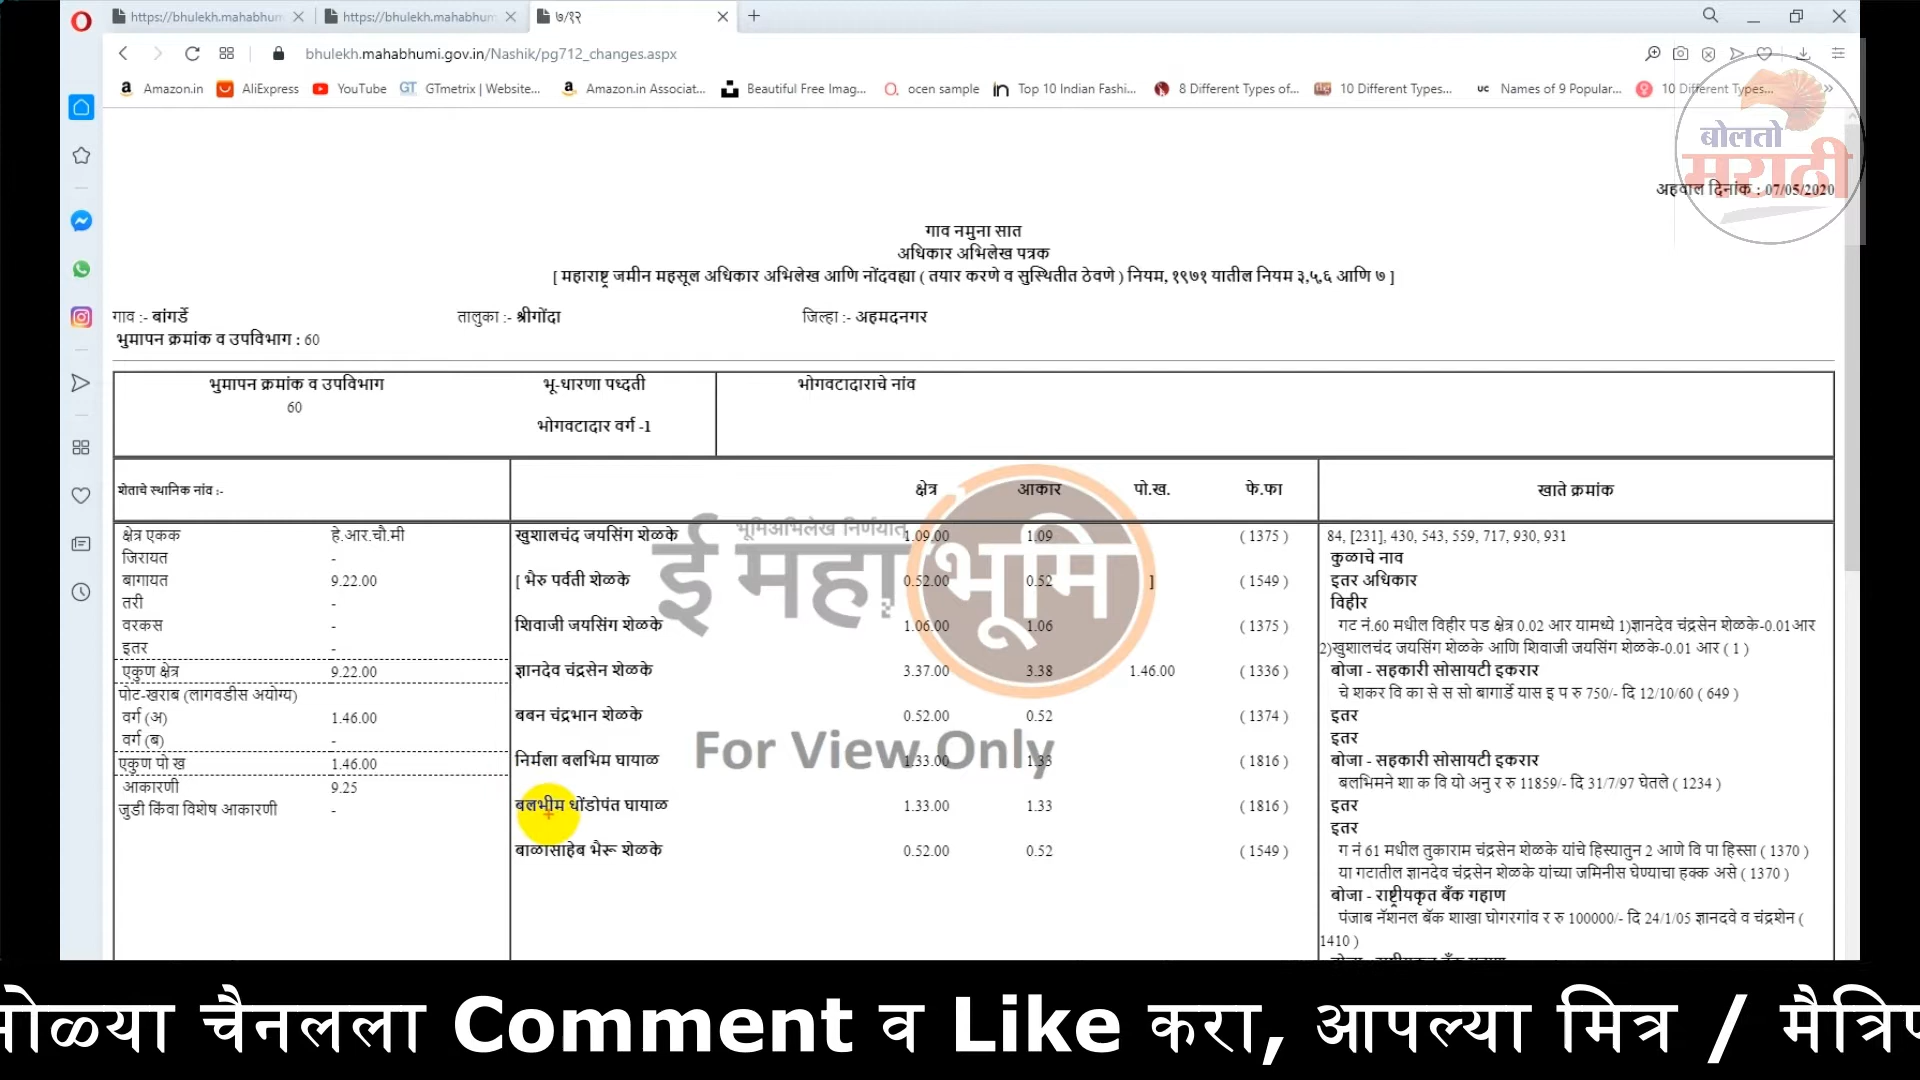 https://bhulekh.mahabhum
https://bhulekh.mahabhum
७/१२
bhulekh.mahabhumi.gov.in/Nashik/pg712_changes.aspx
Amazon.in AliExpress YouTube GTmetrix | Website... Amazon.in Associat... Beautiful Free Imag... ocen sample Top 10 Indian Fashi... 8 Different Types of... 10 Different Types... Names of 9 Popular... 10 Different Types...
बोलतो
मराठी
अहवाल दिनांक : 07/05/2020
गाव नमुना सात
अधिकार अभिलेख पत्रक
[ महाराष्ट्र जमीन महसूल अधिकार अभिलेख आणि नोंदवह्या ( तयार करणे व सुस्थितीत ठेवणे ) नियम, १९७१ यातील नियम ३,५,६ आणि ७ ]
गाव :- बांगर्डे तालुका :- श्रीगोंदा जिल्हा :- अहमदनगर
भुमापन क्रमांक व उपविभाग : 60
भुमापन क्रमांक व उपविभाग भू-धारणा पध्दती भोगवटादाराचे नांव
60
भोगवटादार वर्ग -1
शेताचे स्थानिक नांव :- क्षेत्र आकार पो.ख. फे.फा खाते क्रमांक
क्षेत्र एकक हे.आर.चौ.मी
जिरायत -
बागायत 9.22.00
तरी -
वरकस -
इतर -
एकुण क्षेत्र 9.22.00
पोट-खराब (लागवडीस अयोग्य)
वर्ग (अ) 1.46.00
वर्ग (ब) -
एकुण पो ख 1.46.00
आकारणी 9.25
जुडी किंवा विशेष आकारणी -
खुशालचंद जयसिंग शेळके 1.09.00 1.09 ( 1375 )
[ भैरु पर्वती शेळके 0.52.00 0.52 ] ( 1549 )
शिवाजी जयसिंग शेळके 1.06.00 1.06 ( 1375 )
ज्ञानदेव चंद्रसेन शेळके 3.37.00 3.38 1.46.00 ( 1336 )
बबन चंद्रभान शेळके 0.52.00 0.52 ( 1374 )
निर्मला बलभिम घायाळ 1.33.00 1.33 ( 1816 )
बलभीम धोंडोपंत घायाळ 1.33.00 1.33 ( 1816 )
बाळासाहेब भैरू शेळके 0.52.00 0.52 ( 1549 )
84, [231], 430, 543, 559, 717, 930, 931
कुळाचे नाव
इतर अधिकार
विहीर
गट नं.60 मधील विहीर पड क्षेत्र 0.02 आर यामध्ये 1)ज्ञानदेव चंद्रसेन शेळके-0.01आर
2)खुशालचंद जयसिंग शेळके आणि शिवाजी जयसिंग शेळके-0.01 आर ( 1 )
बोजा - सहकारी सोसायटी इकरार
चे शकर वि का से स सो बागार्डे यास इ प रु 750/- दि 12/10/60 ( 649 )
इतर
इतर
बोजा - सहकारी सोसायटी इकरार
बलभिमने शा क वि यो अनु र रु 11859/- दि 31/7/97 घेतले ( 1234 )
इतर
इतर
ग नं 61 मधील तुकाराम चंद्रसेन शेळके यांचे हिस्यातुन 2 आणे वि पा हिस्सा ( 1370 )
या गटातील ज्ञानदेव चंद्रसेन शेळके यांच्या जमिनीस घेण्याचा हक्क असे ( 1370 )
बोजा - राष्ट्रीयकृत बँक गहाण
पंजाब नॅशनल बॅक शाखा घोगरगांव र रु 100000/- दि 24/1/05 ज्ञानदवे व चंद्रशेन (
1410 )
भूमिअभिलेख निर्णयात
ई महाभूमि
For View Only
चैनलला Comment व Like करा, आपल्या मित्र /